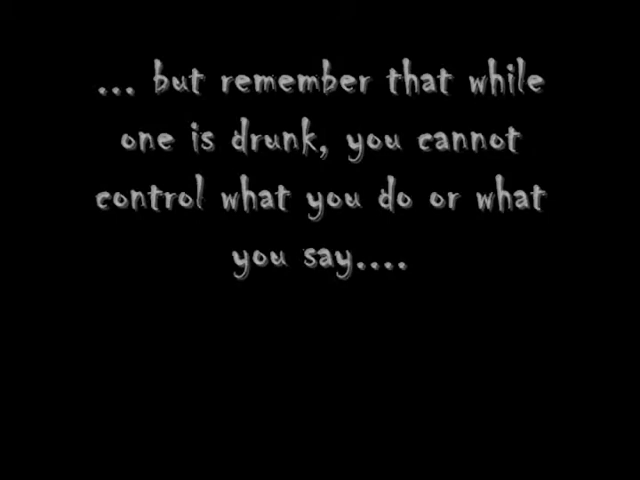 ... but remember that while
one is drunk, you cannot
control what you do or what
you say....